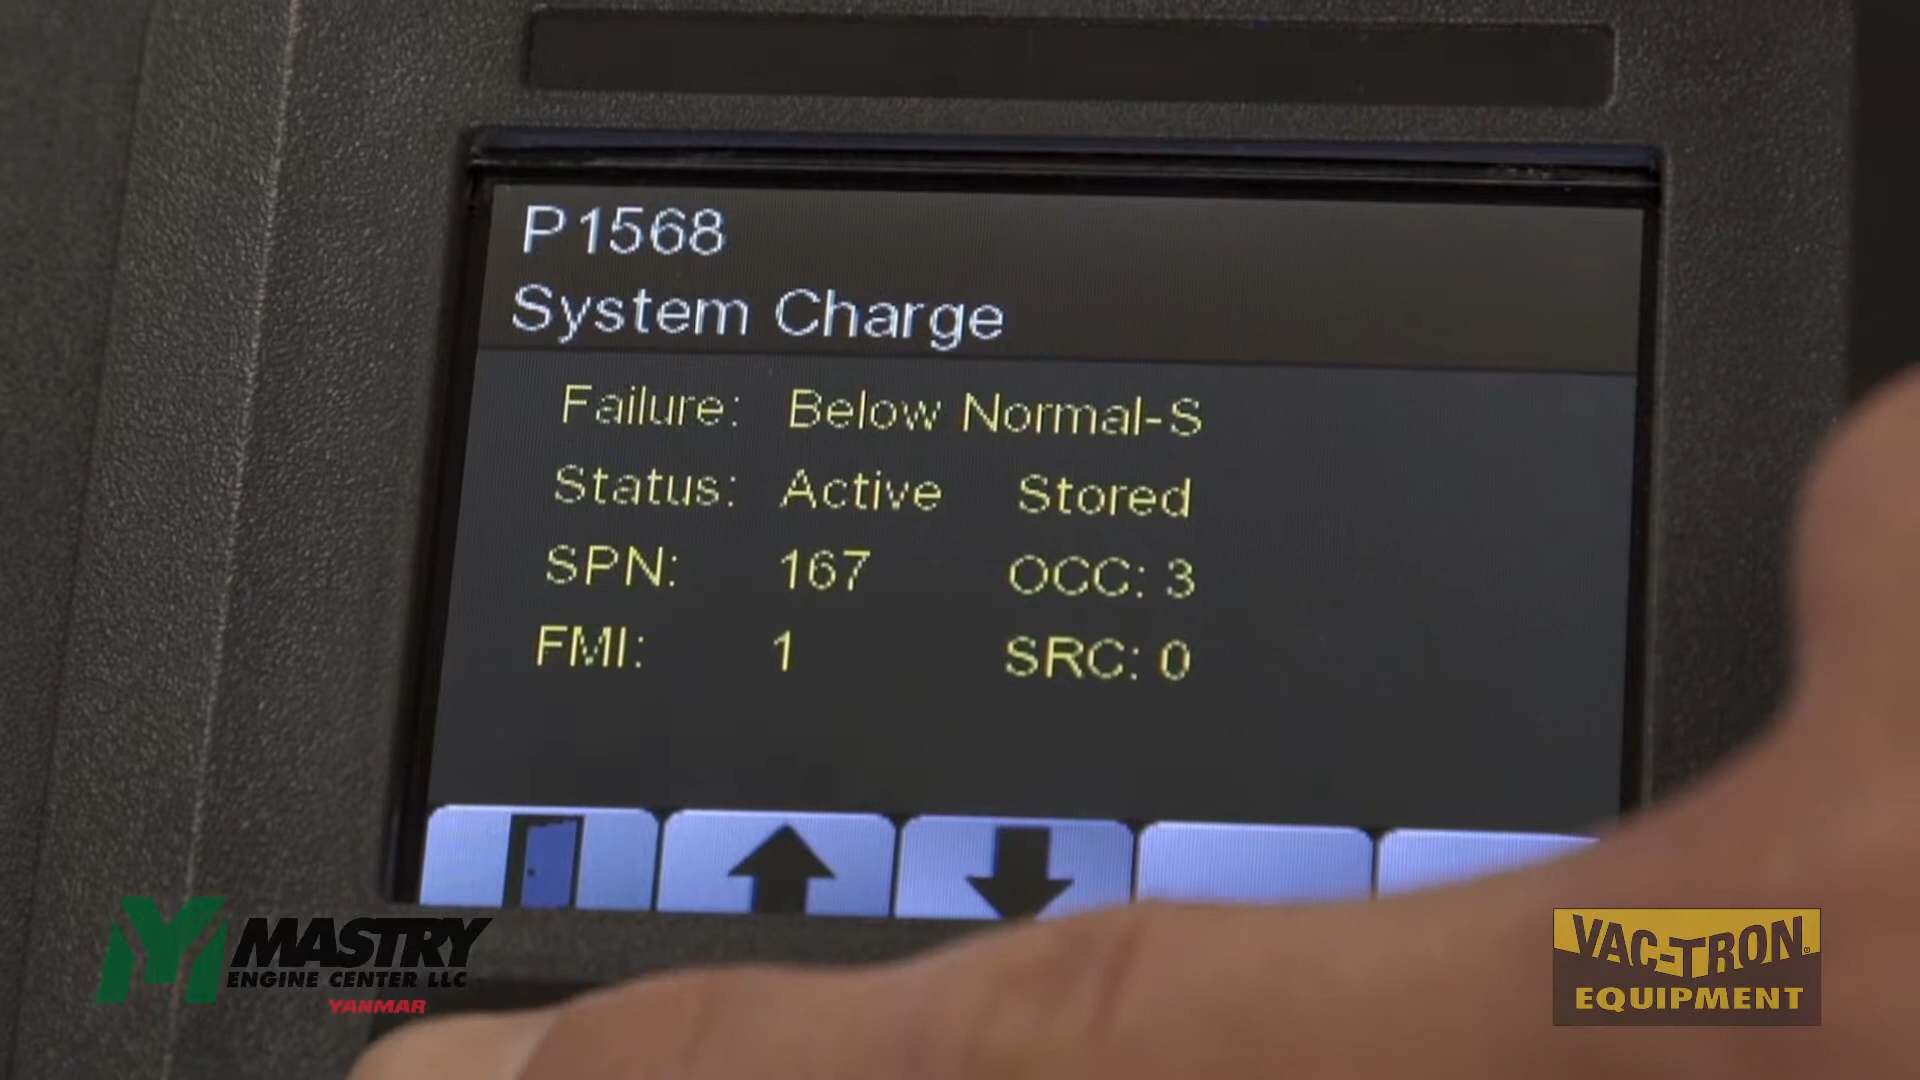 P1568
System Charge
Failure: Below Normal-S
Status: Active Stored
SPN: 167 OCC: 3
FMI: 1 SRC: 0
MASTRY
ENGINE CENTER LLC
YANMAR
VAC-TRON®
EQUIPMENT